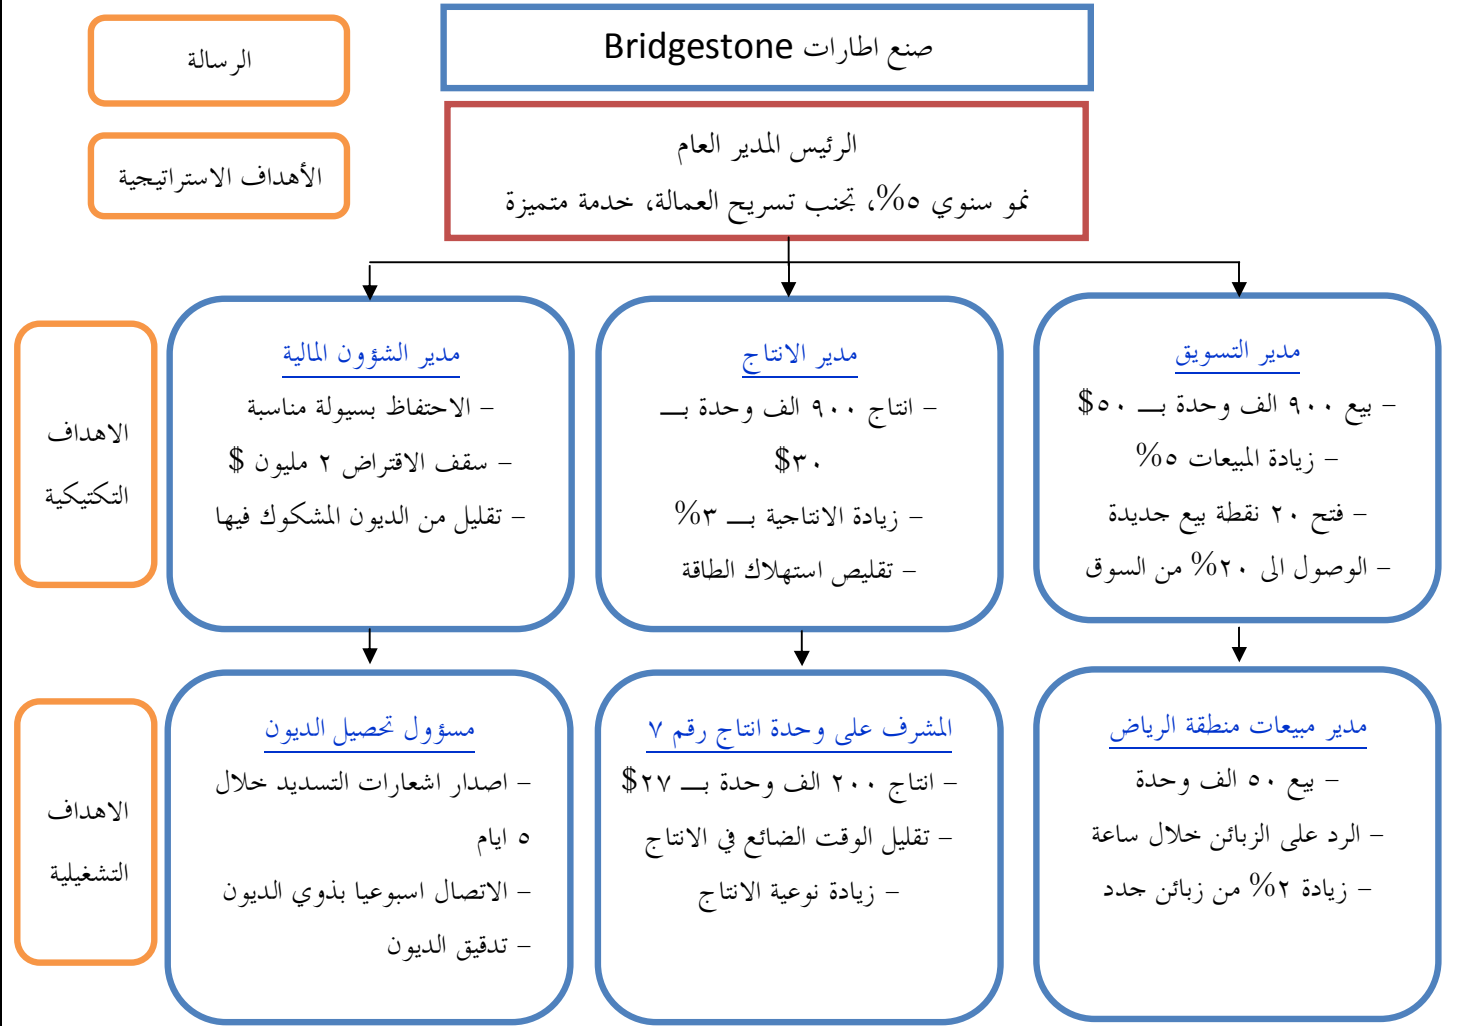 الرسالة
صنع اطارات Bridgestone
الأهداف الاستراتيجية
الرئيس المدير العام
نمو سنوي ٥%، تجنب تسريح العمالة، خدمة متميزة
الاهداف
التكتيكية
مدير التسويق
– بيع ٩٠٠ الف وحدة بـ ٥٠$
– زيادة المبيعات ٥%
– فتح ٢٠ نقطة بيع جديدة
– الوصول الى ٢٠% من السوق
مدير الانتاج
– انتاج ٩٠٠ الف وحدة بـ
٣٠$
– زيادة الانتاجية بـ ٣%
– تقليص استهلاك الطاقة
مدير الشؤون المالية
– الاحتفاظ بسيولة مناسبة
– سقف الاقتراض ٢ مليون $
– تقليل من الديون المشكوك فيها
الاهداف
التشغيلية
مدير مبيعات منطقة الرياض
– بيع ٥٠ الف وحدة
– الرد على الزبائن خلال ساعة
– زيادة ٢% من زبائن جدد
المشرف على وحدة انتاج رقم ٧
– انتاج ٢٠٠ الف وحدة بـ ٢٧$
– تقليل الوقت الضائع في الانتاج
– زيادة نوعية الانتاج
مسؤول تحصيل الديون
– اصدار اشعارات التسديد خلال
٥ ايام
– الاتصال اسبوعيا بذوي الديون
– تدقيق الديون